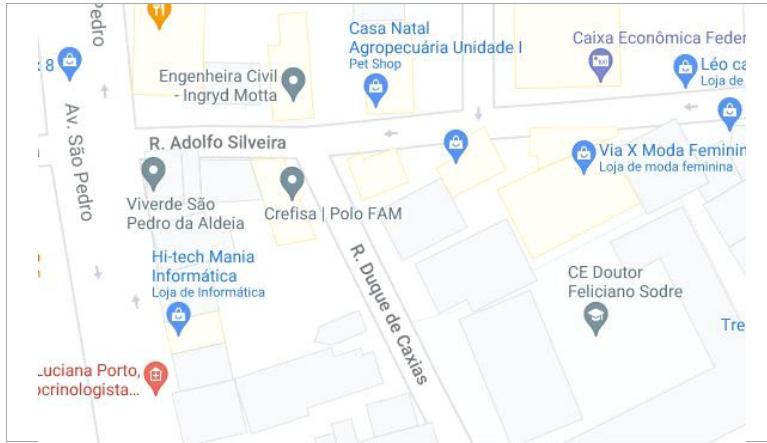 Pedro
Casa Natal
Agropecuária Unidade I
Pet Shop
Caixa Econômica Feder
: 8
Engenheira Civil
- Ingryd Motta
Léo ca
Loja de
Av. São Pedro
R. Adolfo Silveira
Via X Moda Feminin
Loja de moda feminina
Viverde São
Pedro da Aldeia
Crefisa | Polo FAM
Hi-tech Mania
Informática
Loja de Informática
R. Duque de Caxias
CE Doutor
Feliciano Sodre
Tre
Luciana Porto,
ocrinologista...